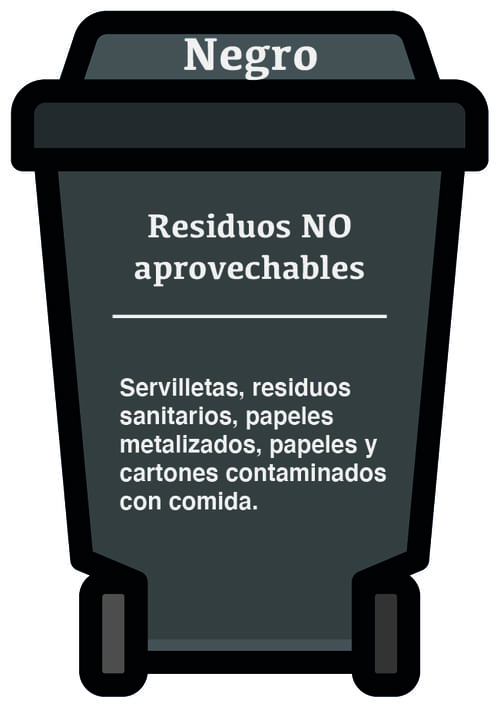 Negro
Residuos NO
aprovechables
Servilletas, residuos
sanitarios, papeles
metalizados, papeles y
cartones contaminados
con comida.